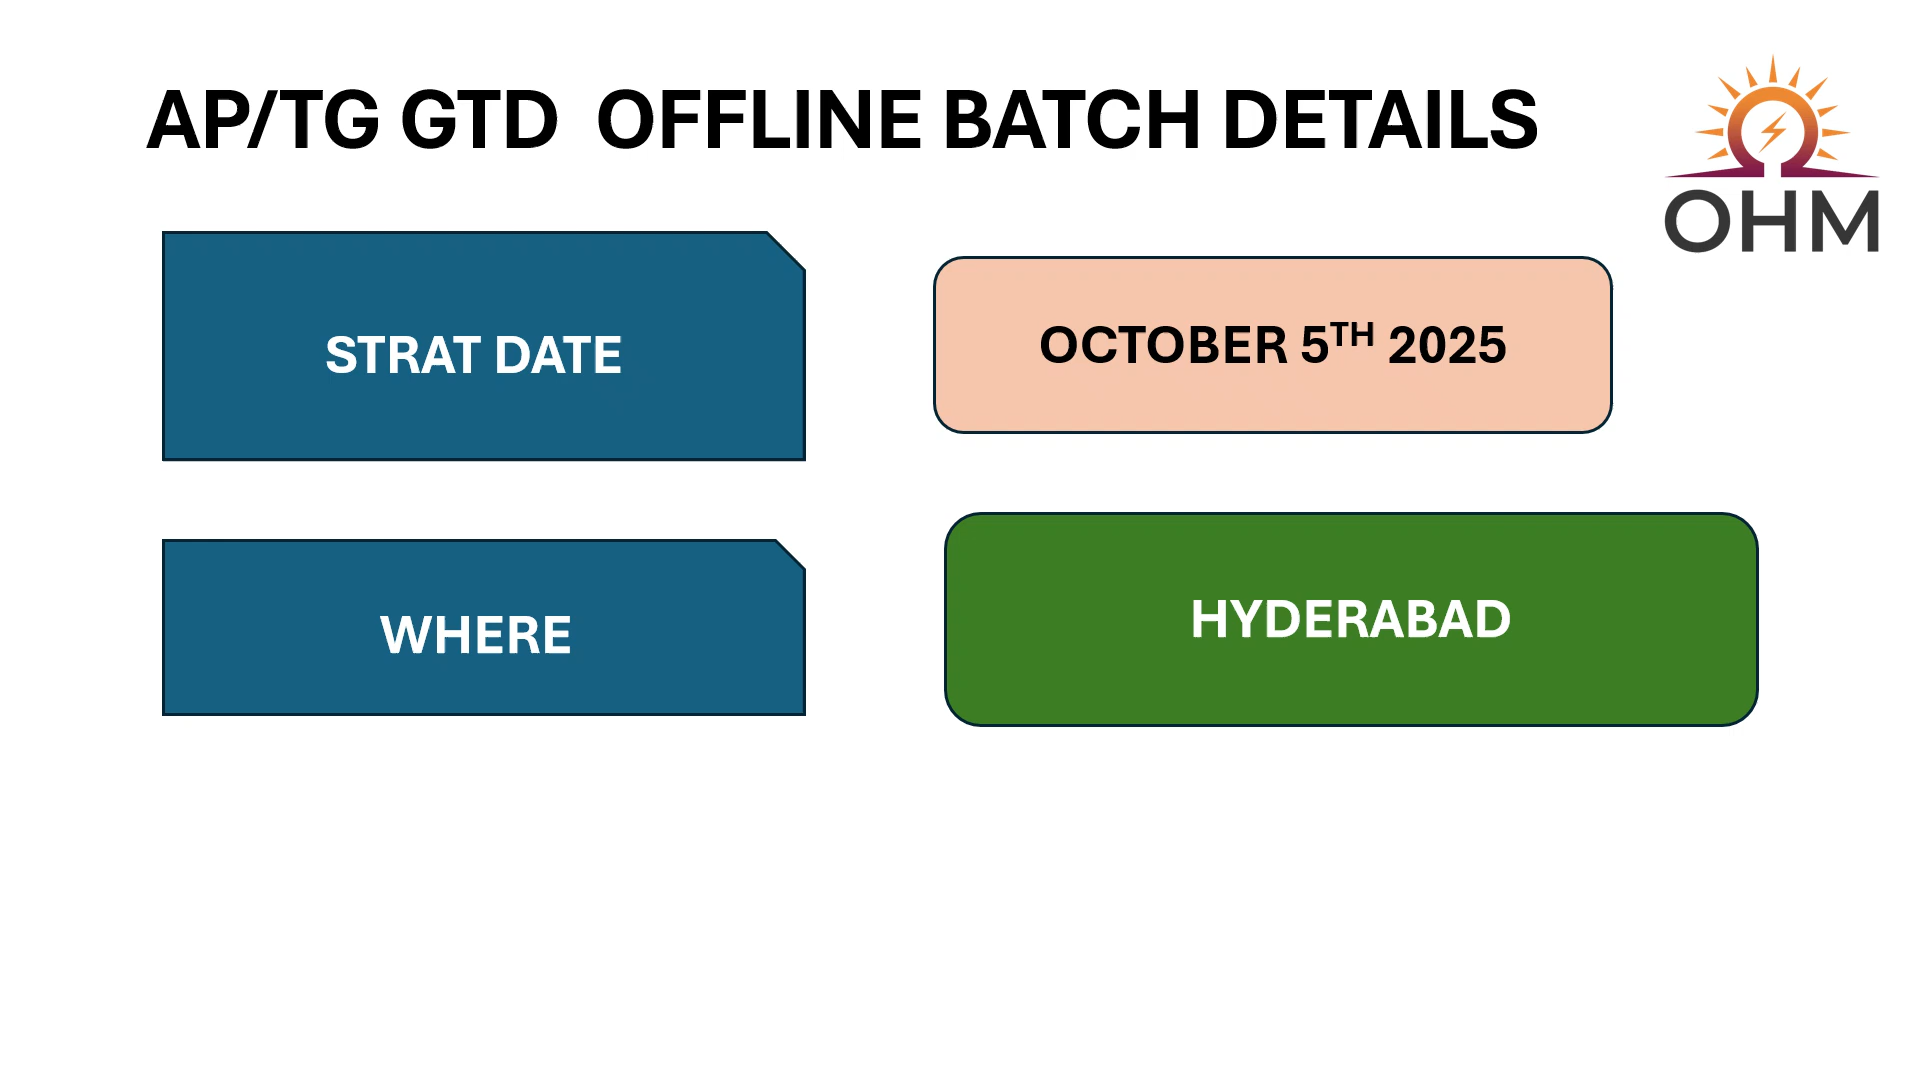 AP/TG GTD  OFFLINE BATCH DETAILS
OHM
STRAT DATE
OCTOBER 5TH 2025
WHERE
HYDERABAD